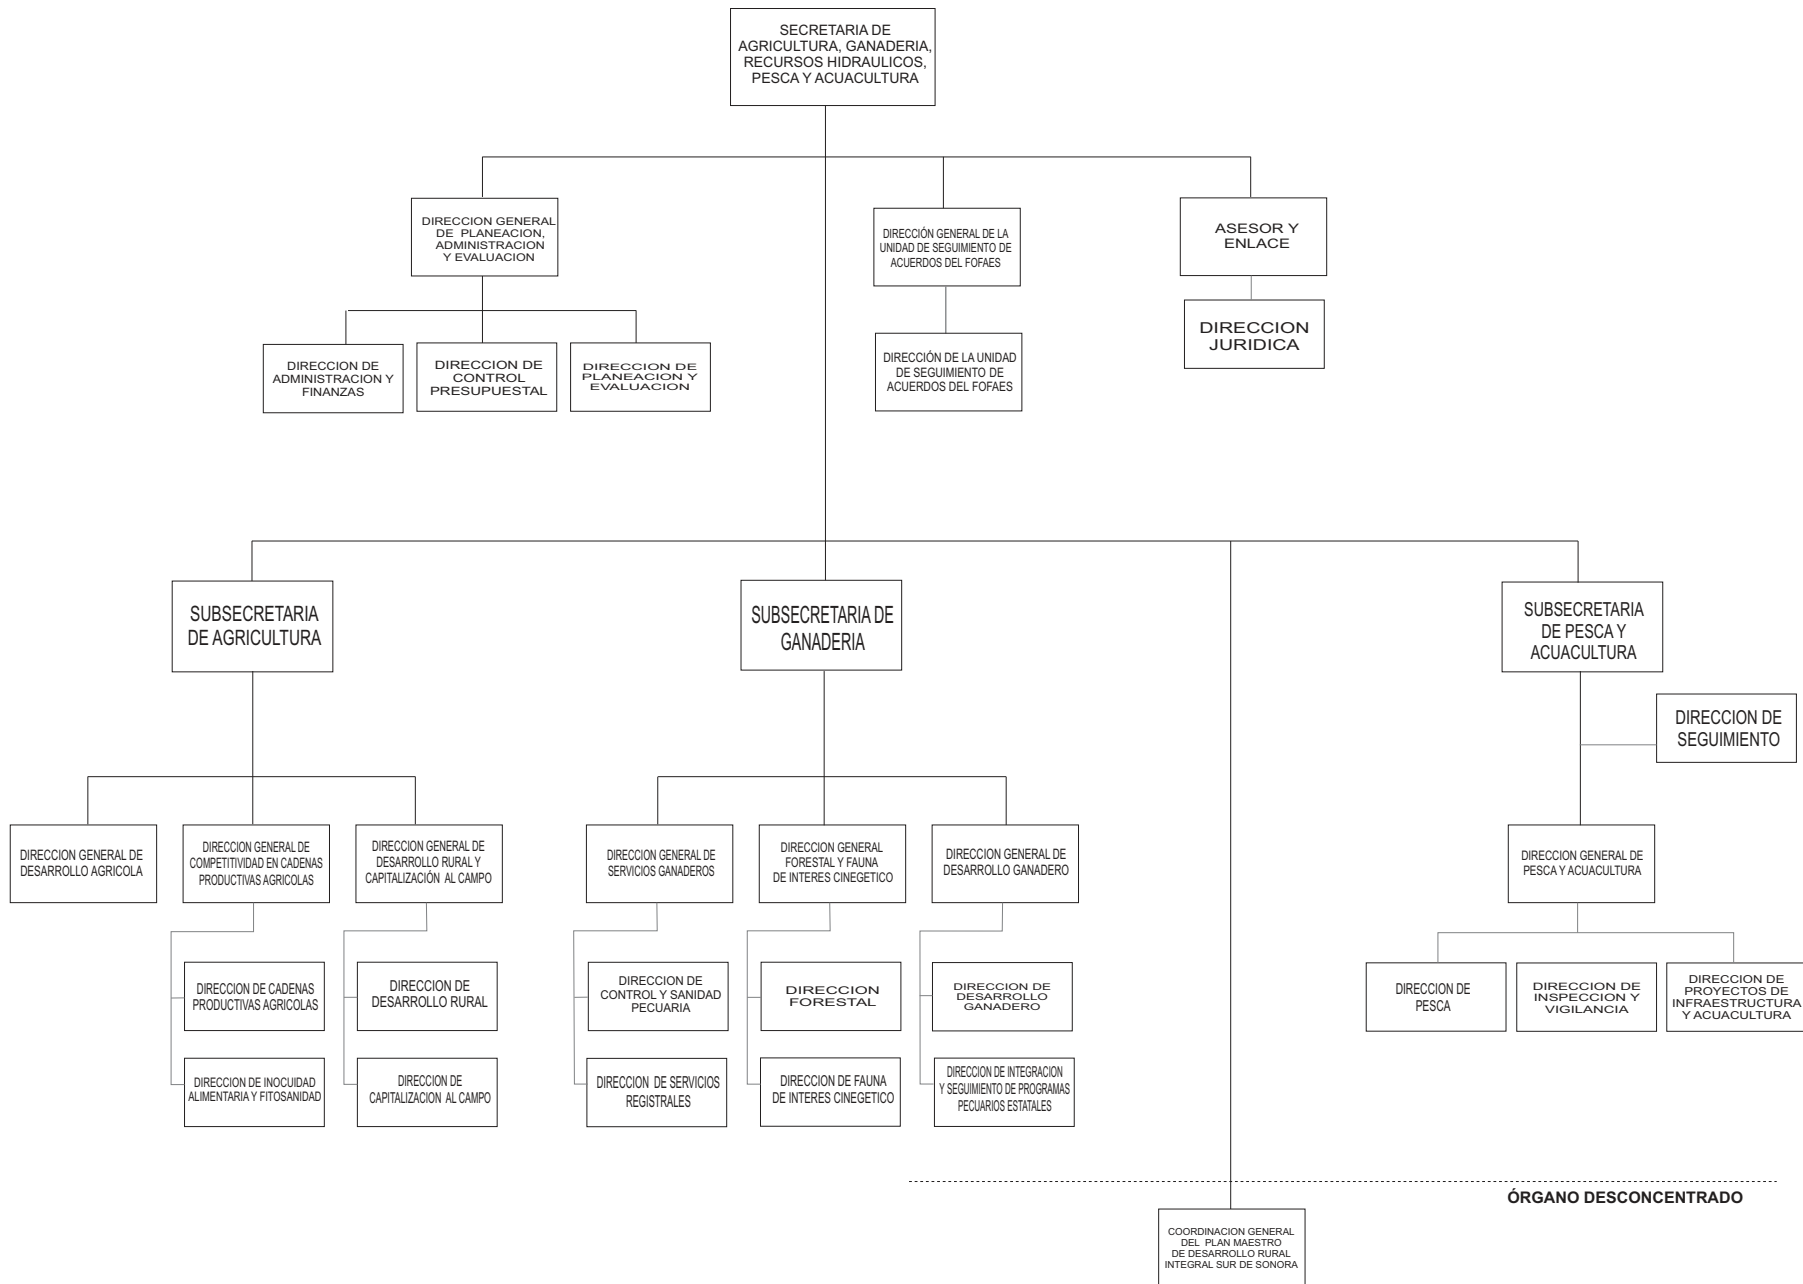 SECRETARIA DE
AGRICULTURA, GANADERIA,
RECURSOS HIDRAULICOS,
PESCA Y ACUACULTURA
DIRECCION GENERAL
DE PLANEACION,
ADMINISTRACION
Y EVALUACION
DIRECCIÓN GENERAL DE LA
UNIDAD DE SEGUIMIENTO DE
ACUERDOS DEL FOFAES
ASESOR Y
ENLACE
DIRECCION DE
ADMINISTRACION Y
FINANZAS
DIRECCION DE
CONTROL
PRESUPUESTAL
DIRECCION DE
PLANEACION Y
EVALUACION
DIRECCIÓN DE LA UNIDAD
DE SEGUIMIENTO DE
ACUERDOS DEL FOFAES
DIRECCION
JURIDICA
SUBSECRETARIA
DE AGRICULTURA
SUBSECRETARIA DE
GANADERIA
SUBSECRETARIA
DE PESCA Y
ACUACULTURA
DIRECCION DE
SEGUIMIENTO
DIRECCION GENERAL DE
DESARROLLO AGRICOLA
DIRECCION GENERAL DE
COMPETITIVIDAD EN CADENAS
PRODUCTIVAS AGRICOLAS
DIRECCION GENERAL DE
DESARROLLO RURAL Y
CAPITALIZACIÓN AL CAMPO
DIRECCION GENERAL DE
SERVICIOS GANADEROS
DIRECCION GENERAL
FORESTAL Y FAUNA
DE INTERES CINEGETICO
DIRECCION GENERAL DE
DESARROLLO GANADERO
DIRECCION GENERAL DE
PESCA Y ACUACULTURA
DIRECCION DE CADENAS
PRODUCTIVAS AGRICOLAS
DIRECCION DE
DESARROLLO RURAL
DIRECCION DE
CONTROL Y SANIDAD
PECUARIA
DIRECCION
FORESTAL
DIRECCION DE
DESARROLLO
GANADERO
DIRECCION DE
PESCA
DIRECCION DE
INSPECCION Y
VIGILANCIA
DIRECCION DE
PROYECTOS DE
INFRAESTRUCTURA
Y ACUACULTURA
DIRECCION DE INOCUIDAD
ALIMENTARIA Y FITOSANIDAD
DIRECCION DE
CAPITALIZACION AL CAMPO
DIRECCION DE SERVICIOS
REGISTRALES
DIRECCION DE FAUNA
DE INTERES CINEGETICO
DIRECCION DE INTEGRACION
Y SEGUIMIENTO DE PROGRAMAS
PECUARIOS ESTATALES
ÓRGANO DESCONCENTRADO
COORDINACION GENERAL
DEL PLAN MAESTRO
DE DESARROLLO RURAL
INTEGRAL SUR DE SONORA